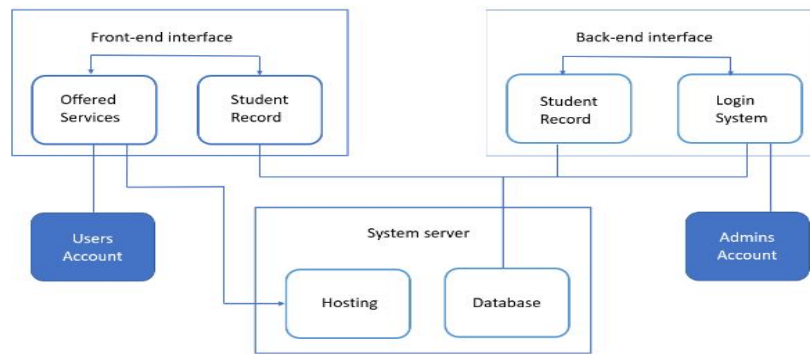 Front-end interface
Back-end interface
Offered
Services
Student
Record
Student
Record
Login
System
Users
Account
System server
Admins
Account
Hosting
Database